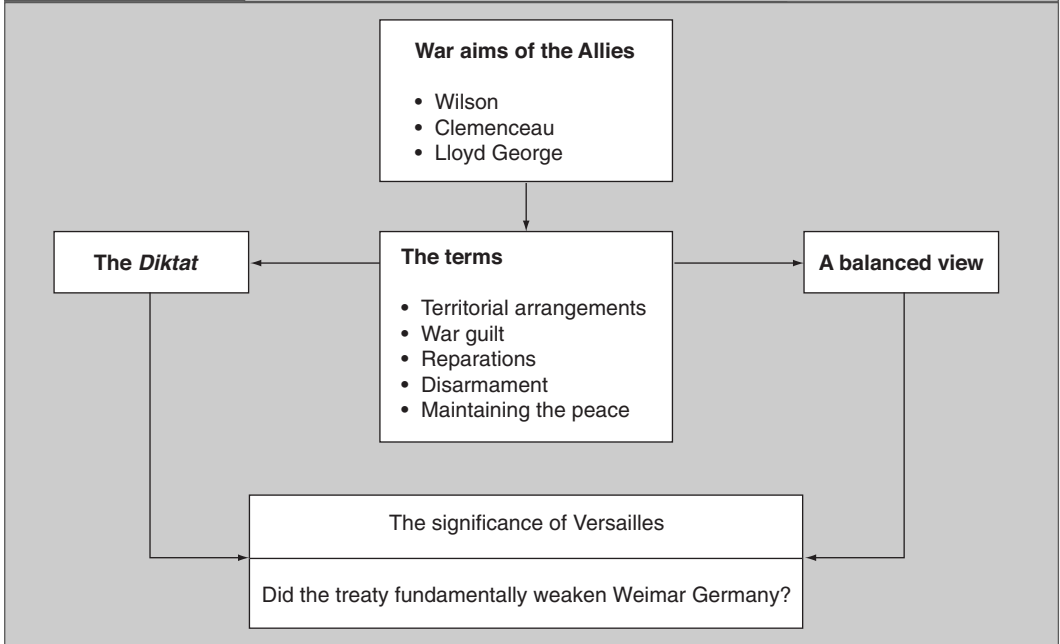 War aims of the Allies
• Wilson
• Clemenceau
• Lloyd George
The Diktat
The terms
• Territorial arrangements
• War guilt
• Reparations
• Disarmament
• Maintaining the peace
A balanced view
The significance of Versailles
Did the treaty fundamentally weaken Weimar Germany?